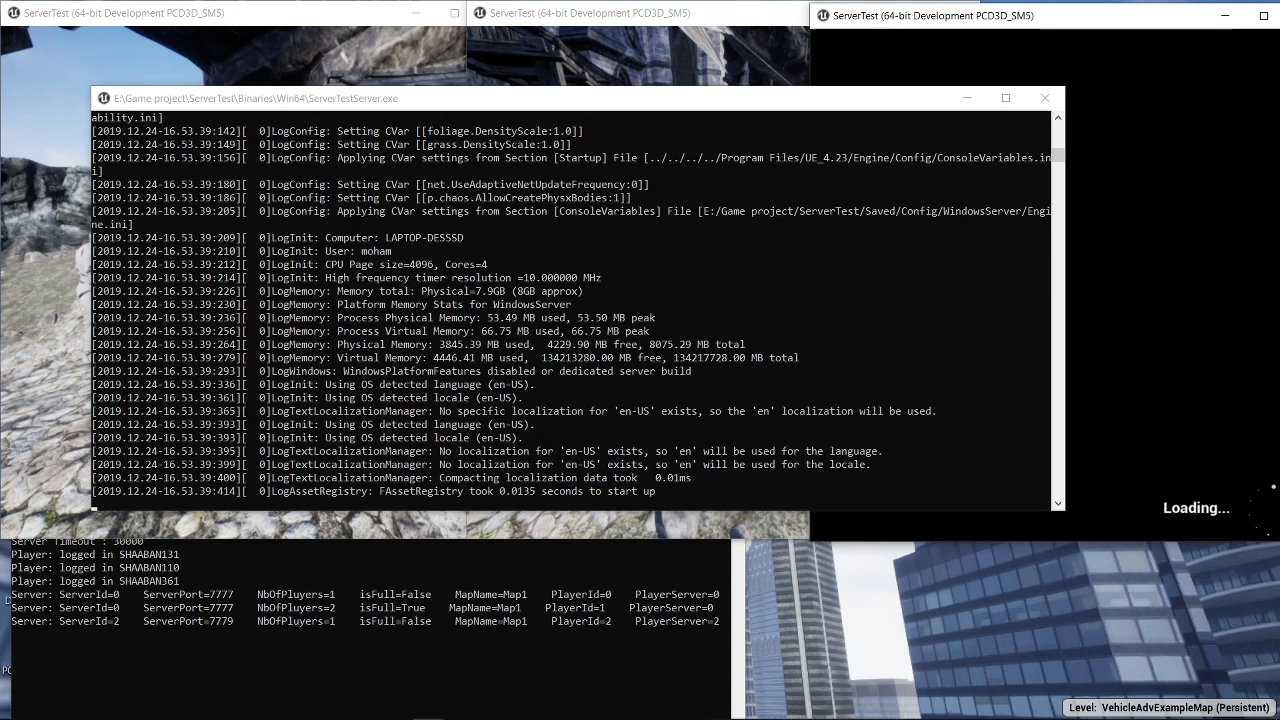 ServerTest (64-bit Development PCD3D_SM5)
ServerTest (64-bit Development PCD3D_SM5)
ServerTest (64-bit Development PCD3D_SM5)
E:\Game project\ServerTest\Binaries\Win64\ServerTestServer.exe
ability.ini]
[2019.12.24-16.53.39:142][  0]LogConfig: Setting CVar [[foliage.DensityScale:1.0]]
[2019.12.24-16.53.39:149][  0]LogConfig: Setting CVar [[grass.DensityScale:1.0]]
[2019.12.24-16.53.39:156][  0]LogConfig: Applying CVar settings from Section [Startup] File [../../../../Program Files/UE_4.23/Engine/Config/ConsoleVariables.in
i]
[2019.12.24-16.53.39:180][  0]LogConfig: Setting CVar [[net.UseAdaptiveNetUpdateFrequency:0]]
[2019.12.24-16.53.39:186][  0]LogConfig: Setting CVar [[p.chaos.AllowCreatePhysxBodies:1]]
[2019.12.24-16.53.39:205][  0]LogConfig: Applying CVar settings from Section [ConsoleVariables] File [E:/Game project/ServerTest/Saved/Config/WindowsServer/Engi
ne.ini]
[2019.12.24-16.53.39:209][  0]LogInit: Computer: LAPTOP-DESSSD
[2019.12.24-16.53.39:210][  0]LogInit: User: moham
[2019.12.24-16.53.39:212][  0]LogInit: CPU Page size=4096, Cores=4
[2019.12.24-16.53.39:214][  0]LogInit: High frequency timer resolution =10.000000 MHz
[2019.12.24-16.53.39:226][  0]LogMemory: Memory total: Physical=7.9GB (8GB approx)
[2019.12.24-16.53.39:230][  0]LogMemory: Platform Memory Stats for WindowsServer
[2019.12.24-16.53.39:236][  0]LogMemory: Process Physical Memory: 53.49 MB used, 53.50 MB peak
[2019.12.24-16.53.39:256][  0]LogMemory: Process Virtual Memory: 66.75 MB used, 66.75 MB peak
[2019.12.24-16.53.39:264][  0]LogMemory: Physical Memory: 3845.39 MB used,  4229.90 MB free, 8075.29 MB total
[2019.12.24-16.53.39:279][  0]LogMemory: Virtual Memory: 4446.41 MB used,  134213280.00 MB free, 134217728.00 MB total
[2019.12.24-16.53.39:293][  0]LogWindows: WindowsPlatformFeatures disabled or dedicated server build
[2019.12.24-16.53.39:336][  0]LogInit: Using OS detected language (en-US).
[2019.12.24-16.53.39:361][  0]LogInit: Using OS detected locale (en-US).
[2019.12.24-16.53.39:365][  0]LogTextLocalizationManager: No specific localization for 'en-US' exists, so the 'en' localization will be used.
[2019.12.24-16.53.39:393][  0]LogInit: Using OS detected language (en-US).
[2019.12.24-16.53.39:393][  0]LogInit: Using OS detected locale (en-US).
[2019.12.24-16.53.39:395][  0]LogTextLocalizationManager: No localization for 'en-US' exists, so 'en' will be used for the language.
[2019.12.24-16.53.39:399][  0]LogTextLocalizationManager: No localization for 'en-US' exists, so 'en' will be used for the locale.
[2019.12.24-16.53.39:400][  0]LogTextLocalizationManager: Compacting localization data took   0.01ms
[2019.12.24-16.53.39:414][  0]LogAssetRegistry: FAssetRegistry took 0.0135 seconds to start up
Loading...
Server Timeout : 30000
Player: logged in SHAABAN131
Player: logged in SHAABAN110
Player: logged in SHAABAN361
Server: ServerId=0    ServerPort=7777    NbOfPluyers=1    isFull=False    MapName=Map1    PlayerId=0    PlayerServer=0
Server: ServerId=0    ServerPort=7777    NbOfPluyers=2    isFull=True    MapName=Map1    PlayerId=1    PlayerServer=0
Server: ServerId=2    ServerPort=7779    NbOfPluyers=1    isFull=False    MapName=Map1    PlayerId=2    PlayerServer=2
Level:  VehicleAdvExampleMap (Persistent)